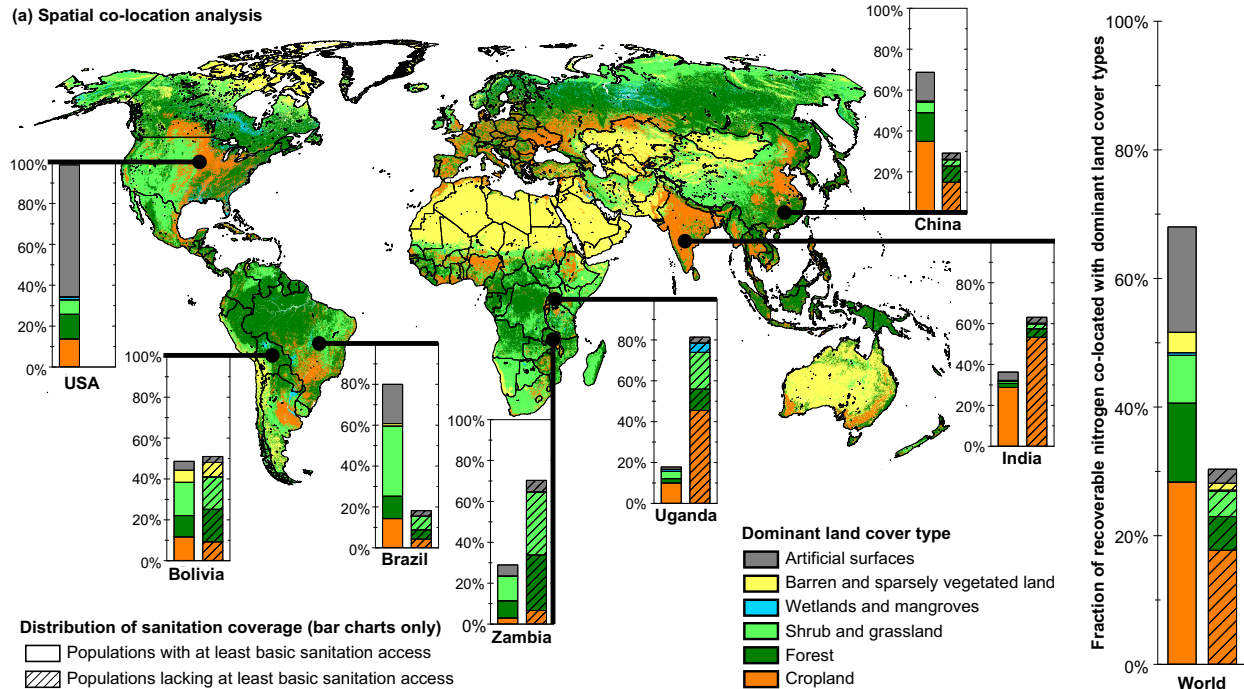 (a) Spatial co-location analysis
100%
80%
60%
40%
20%
0%
USA
100%
80%
60%
40%
20%
0%
Bolivia
80%
60%
40%
20%
0%
Brazil
100%
80%
60%
40%
20%
0%
Zambia
80%
60%
40%
20%
0%
Uganda
100%
80%
60%
40%
20%
China
80%
60%
40%
20%
0%
India
Fraction of recoverable nitrogen co-located with dominant land cover types
100%
80%
60%
40%
20%
0%
World
Distribution of sanitation coverage (bar charts only)
Populations with at least basic sanitation access
Populations lacking at least basic sanitation access
Dominant land cover type
Artificial surfaces
Barren and sparsely vegetated land
Wetlands and mangroves
Shrub and grassland
Forest
Cropland